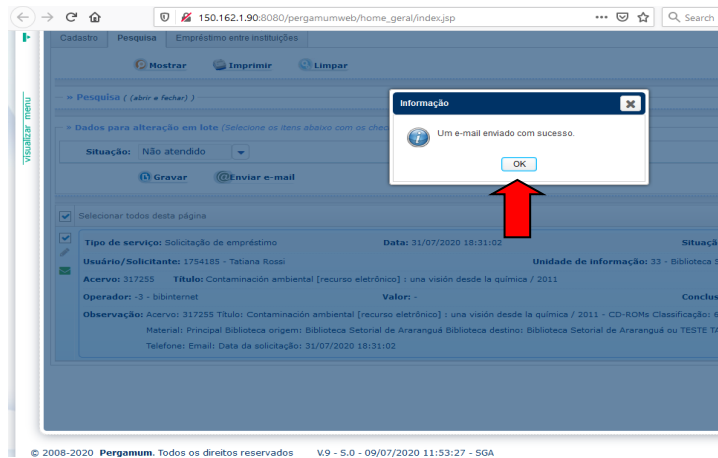 150.162.1.90:8080/pergamumweb/home_geral/index.jsp
Search
Cadastro Pesquisa Empréstimo entre instituições
Mostrar Imprimir Limpar
visualizar menu
Pesquisa ( (abrir e fechar) )
Informação
Um e-mail enviado com sucesso.
OK
Dados para alteração em lote (Selecione os itens abaixo com os chec
Situação: Não atendido
Gravar @Enviar e-mail
Selecionar todos desta página
Tipo de serviço: Solicitação de empréstimo Data: 31/07/2020 18:31:02 Situaçã
Usuário/Solicitante: 1754185 - Tatiana Rossi Unidade de informação: 33 - Biblioteca S
Acervo: 317255 Título: Contaminación ambiental [recurso eletrônico] : una visión desde la química / 2011
Operador: -3 - bibinternet Valor: - Conclus
Observação: Acervo: 317255 Título: Contaminación ambiental [recurso eletrônico] : una visión desde la química / 2011 - CD-ROMs Classificação: 6
Material: Principal Biblioteca origem: Biblioteca Setorial de Araranguá Biblioteca destino: Biblioteca Setorial de Araranguá ou TESTE TA
Telefone: Email: Data da solicitação: 31/07/2020 18:31:02
© 2008-2020 Pergamum. Todos os direitos reservados V.9 - S.0 - 09/07/2020 11:53:27 - SGA